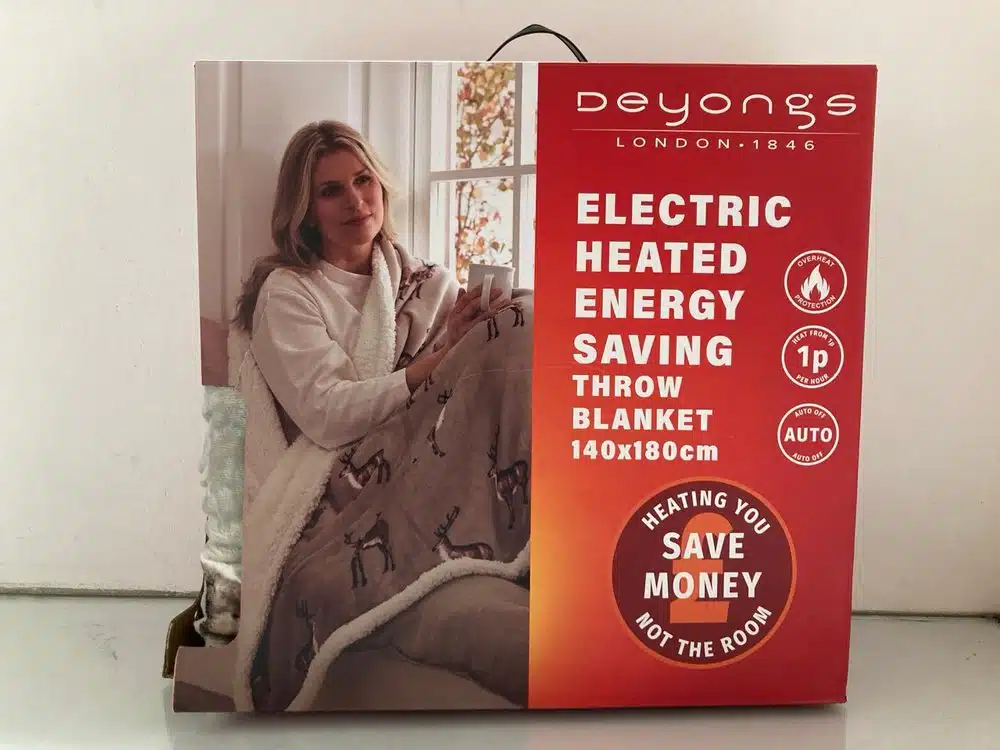 Deyongs
LONDON • 1846
ELECTRIC
HEATED
ENERGY
SAVING
THROW
BLANKET
140x180cm
OVERHEAT
PROTECTION
HEAT FROM 1p
1p
PER HOUR
AUTO OFF
AUTO
AUTO OFF
HEATING YOU
SAVE
MONEY
NOT THE ROOM